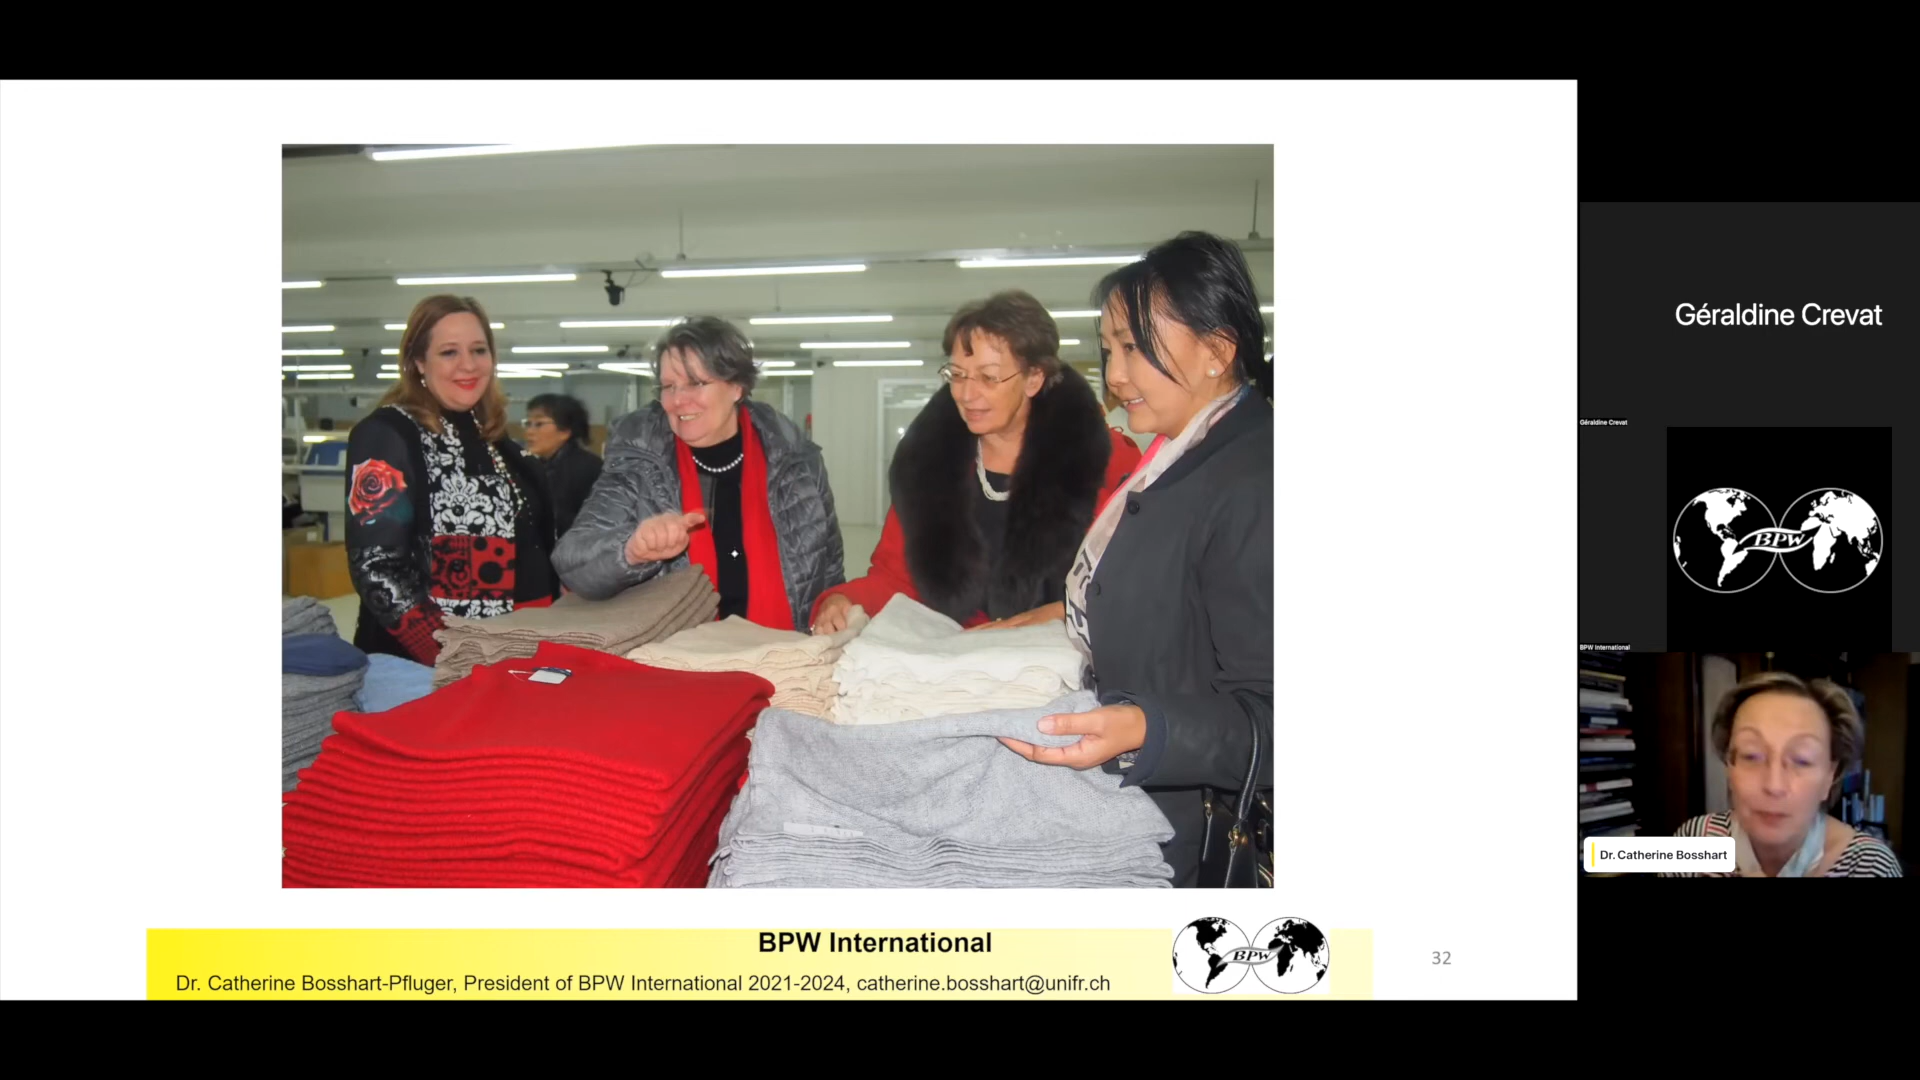 BPW International
Dr. Catherine Bosshart-Pfluger, President of BPW International 2021-2024, catherine.bosshart@unifr.ch
BPW
32
Géraldine Crevat
Géraldine Crevat
BPW
BPW International
Dr. Catherine Bosshart